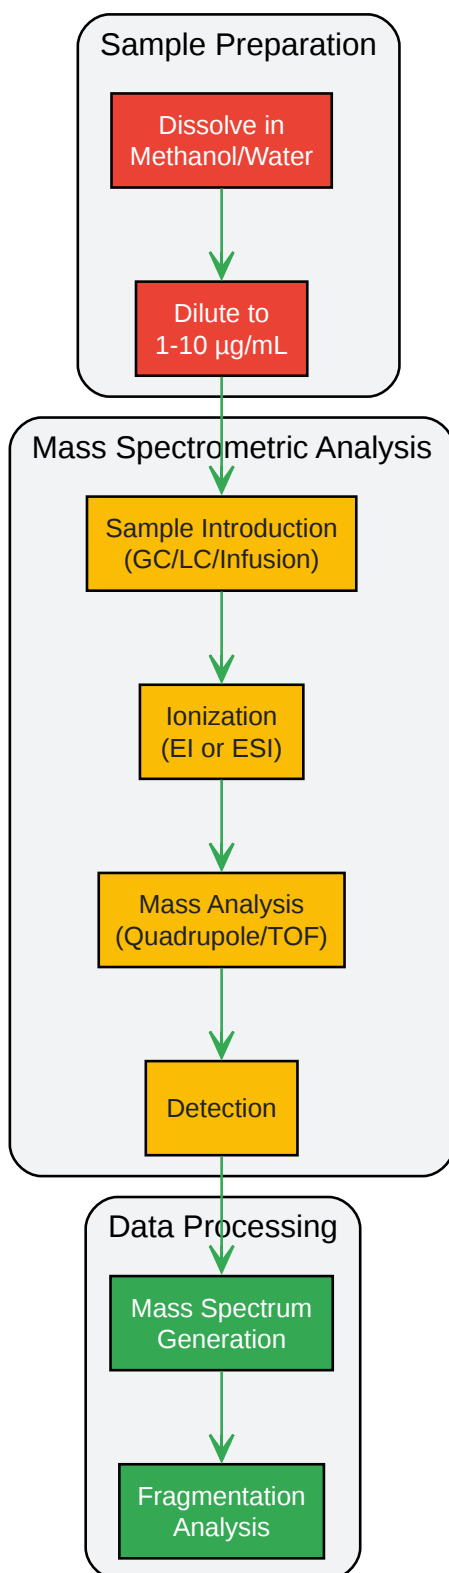 Sample Preparation
Dissolve in
Methanol/Water
Dilute to
1-10 µg/mL
Mass Spectrometric Analysis
Sample Introduction
(GC/LC/Infusion)
Ionization
(EI or ESI)
Mass Analysis
(Quadrupole/TOF)
Detection
Data Processing
Mass Spectrum
Generation
Fragmentation
Analysis